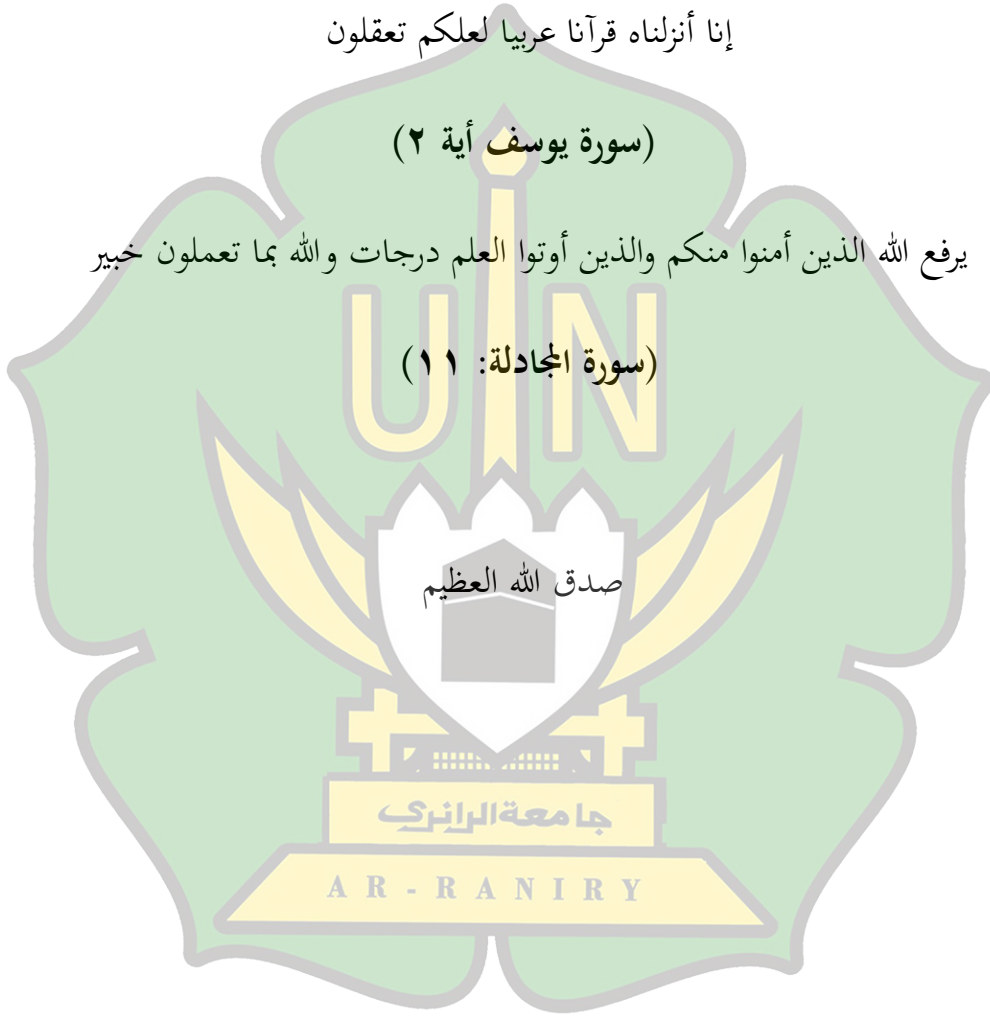 إنا أنزلناه قرآنا عربيا لعلكم تعقلون
(سورة يوسف أية ٢)
يرفع الله الذين أمنوا منكم والذين أوتوا العلم درجات والله بما تعملون خبير
UIN
(سورة المجادلة: ١١)
صدق الله العظيم
جامعة الرانري
AR-RANIRY